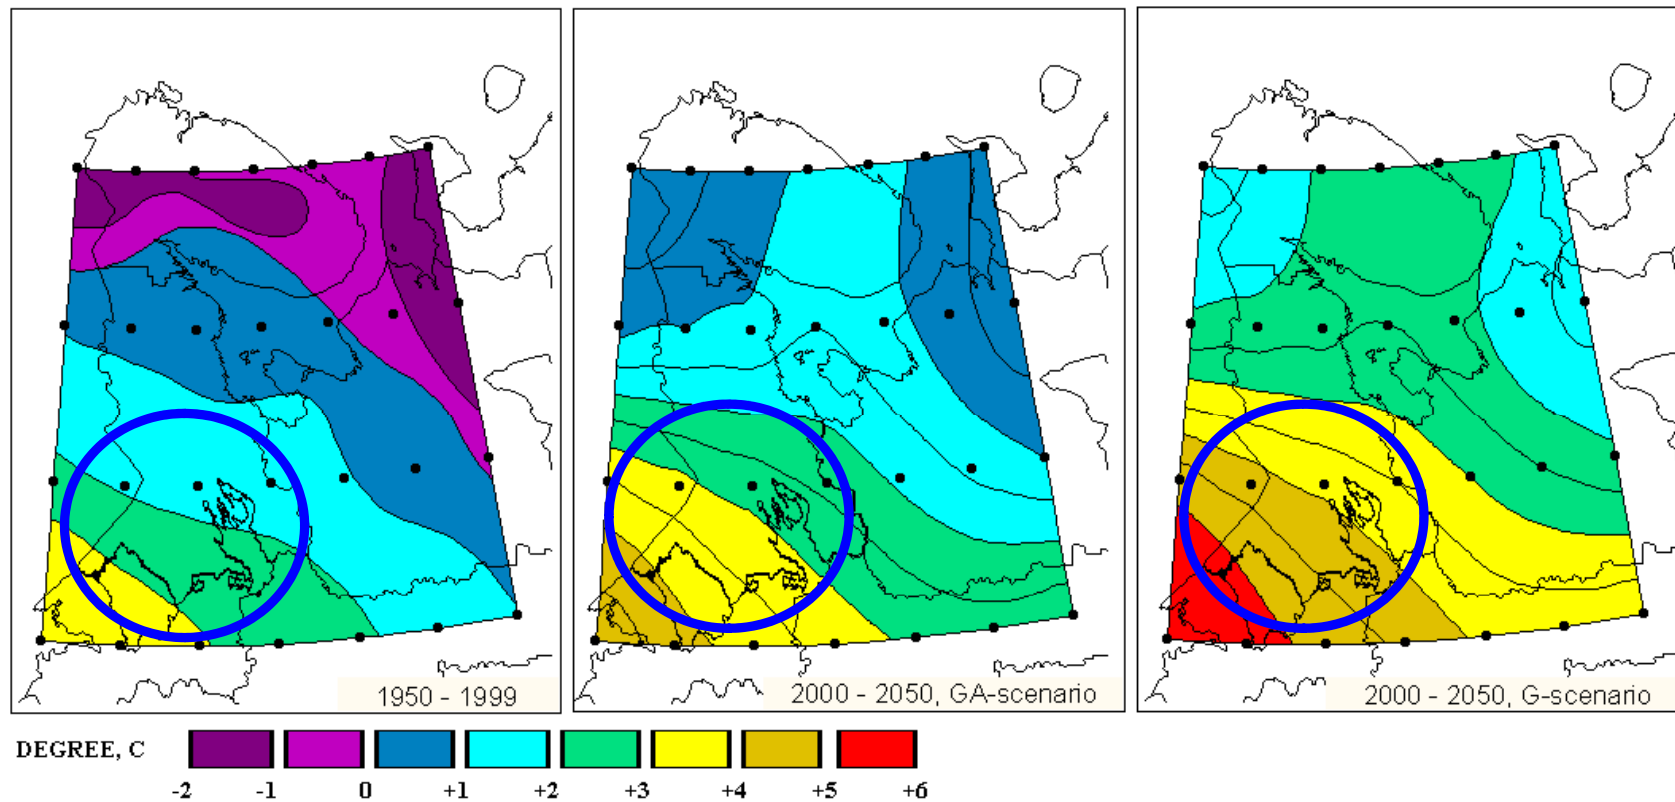 1950 - 1999
2000 - 2050, GA-scenario
2000 - 2050, G-scenario
DEGREE, C
-2 -1 0 +1 +2 +3 +4 +5 +6